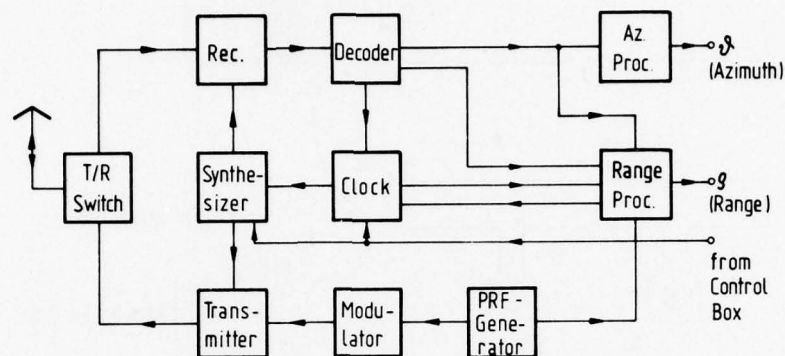 Rec.
Decoder
Az.
Proc.
ϑ
(Azimuth)
T/R
Switch
Synthe-
sizer
Clock
Range
Proc.
ϱ
(Range)
from
Control
Box
Trans-
mitter
Modu-
lator
PRF-
Gene-
rator